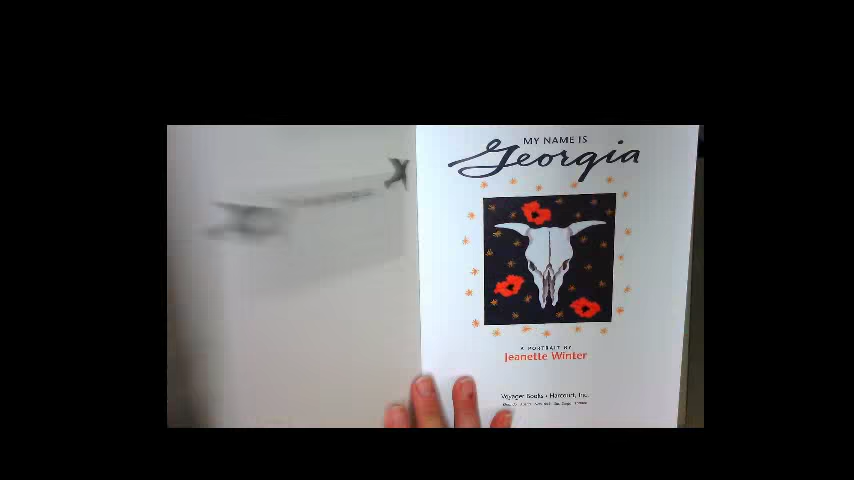 MY NAME IS
Georgia
A PORTRAIT BY
Jeanette Winter
Voyager Books • Harcourt, Inc.